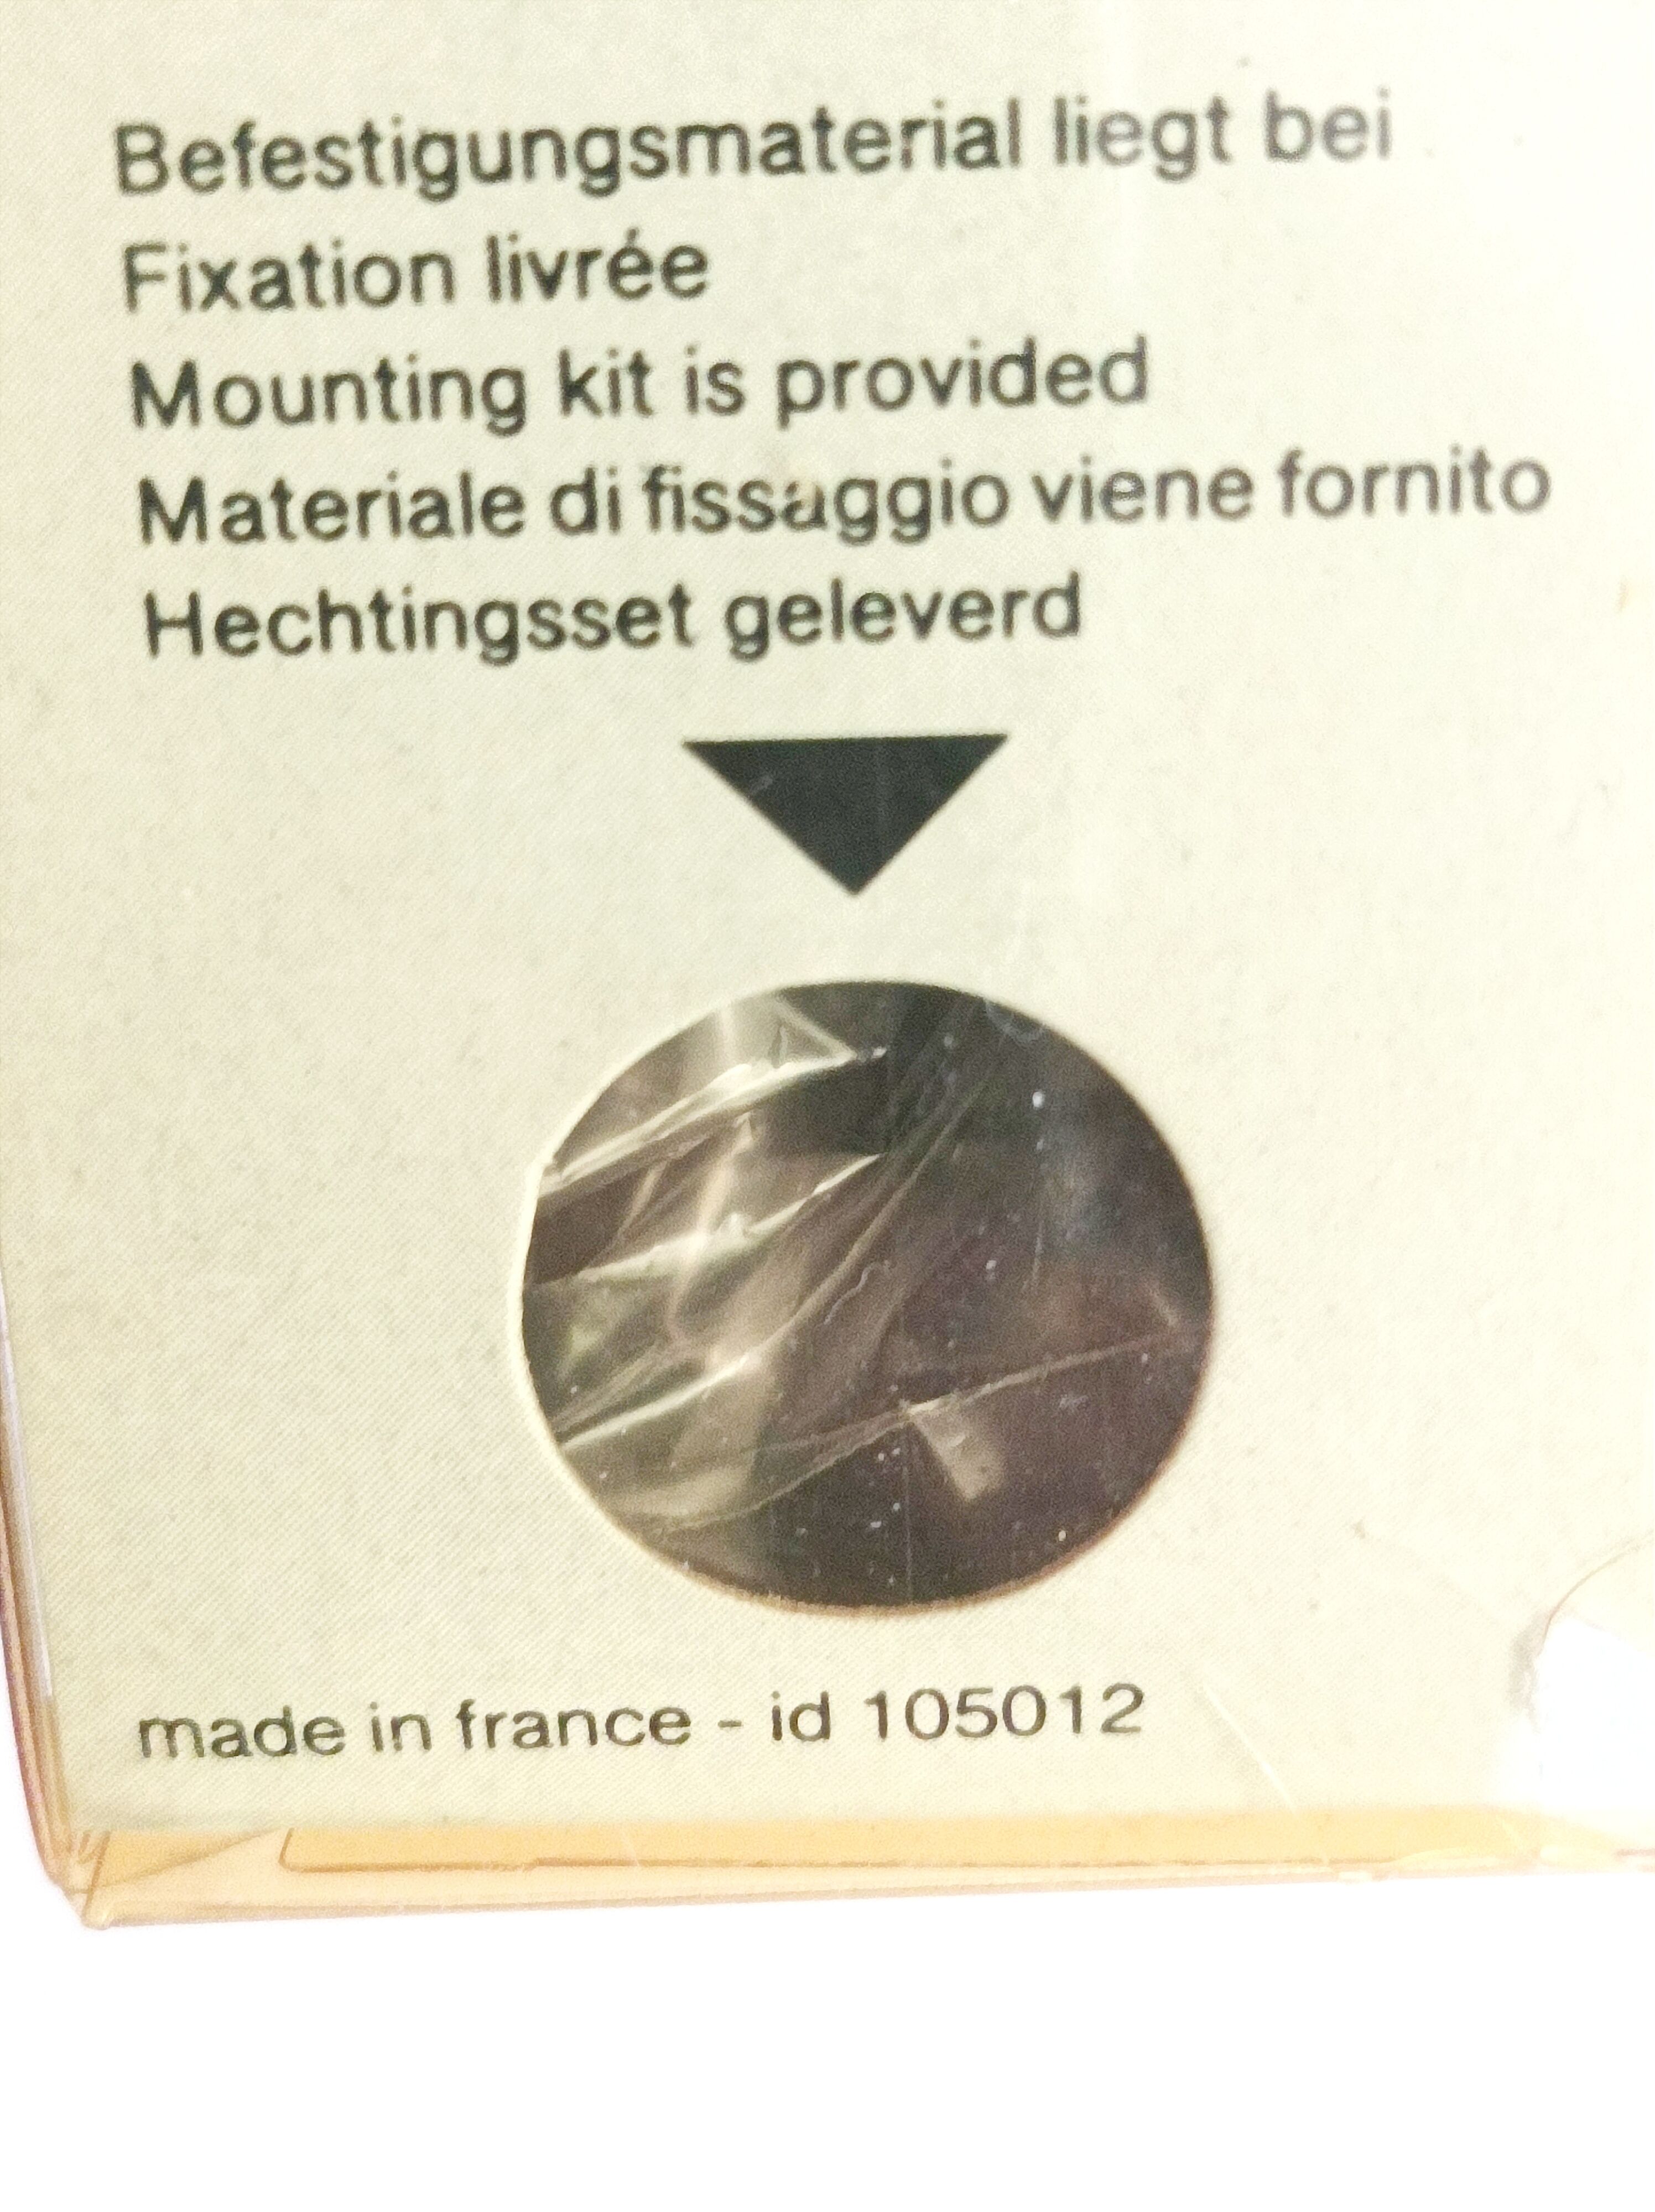 Befestigungsmaterial liegt bei
Fixation livrée
Mounting kit is provided
Materiale di fissaggio viene fornito
Hechtingsset geleverd
made in france - id 105012